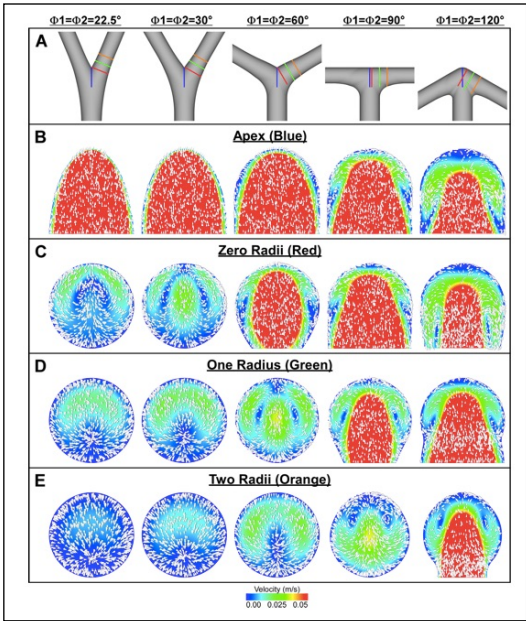 Φ1=Φ2=22.5° Φ1=Φ2=30° Φ1=Φ2=60° Φ1=Φ2=90° Φ1=Φ2=120°
A
B Apex (Blue)
C Zero Radii (Red)
D One Radius (Green)
E Two Radii (Orange)
Velocity (m/s)
0.00 0.025 0.05